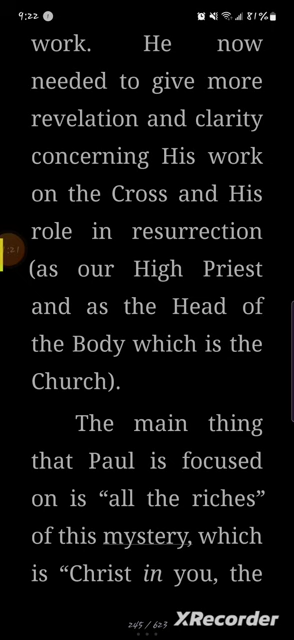 9:22
81%
work. He now
needed to give more
revelation and clarity
concerning His work
on the Cross and His
role in resurrection
(as our High Priest
and as the Head of
the Body which is the
Church).
The main thing
that Paul is focused
on is “all the riches”
of this mystery, which
is “Christ in you, the
245 / 623
XRecorder